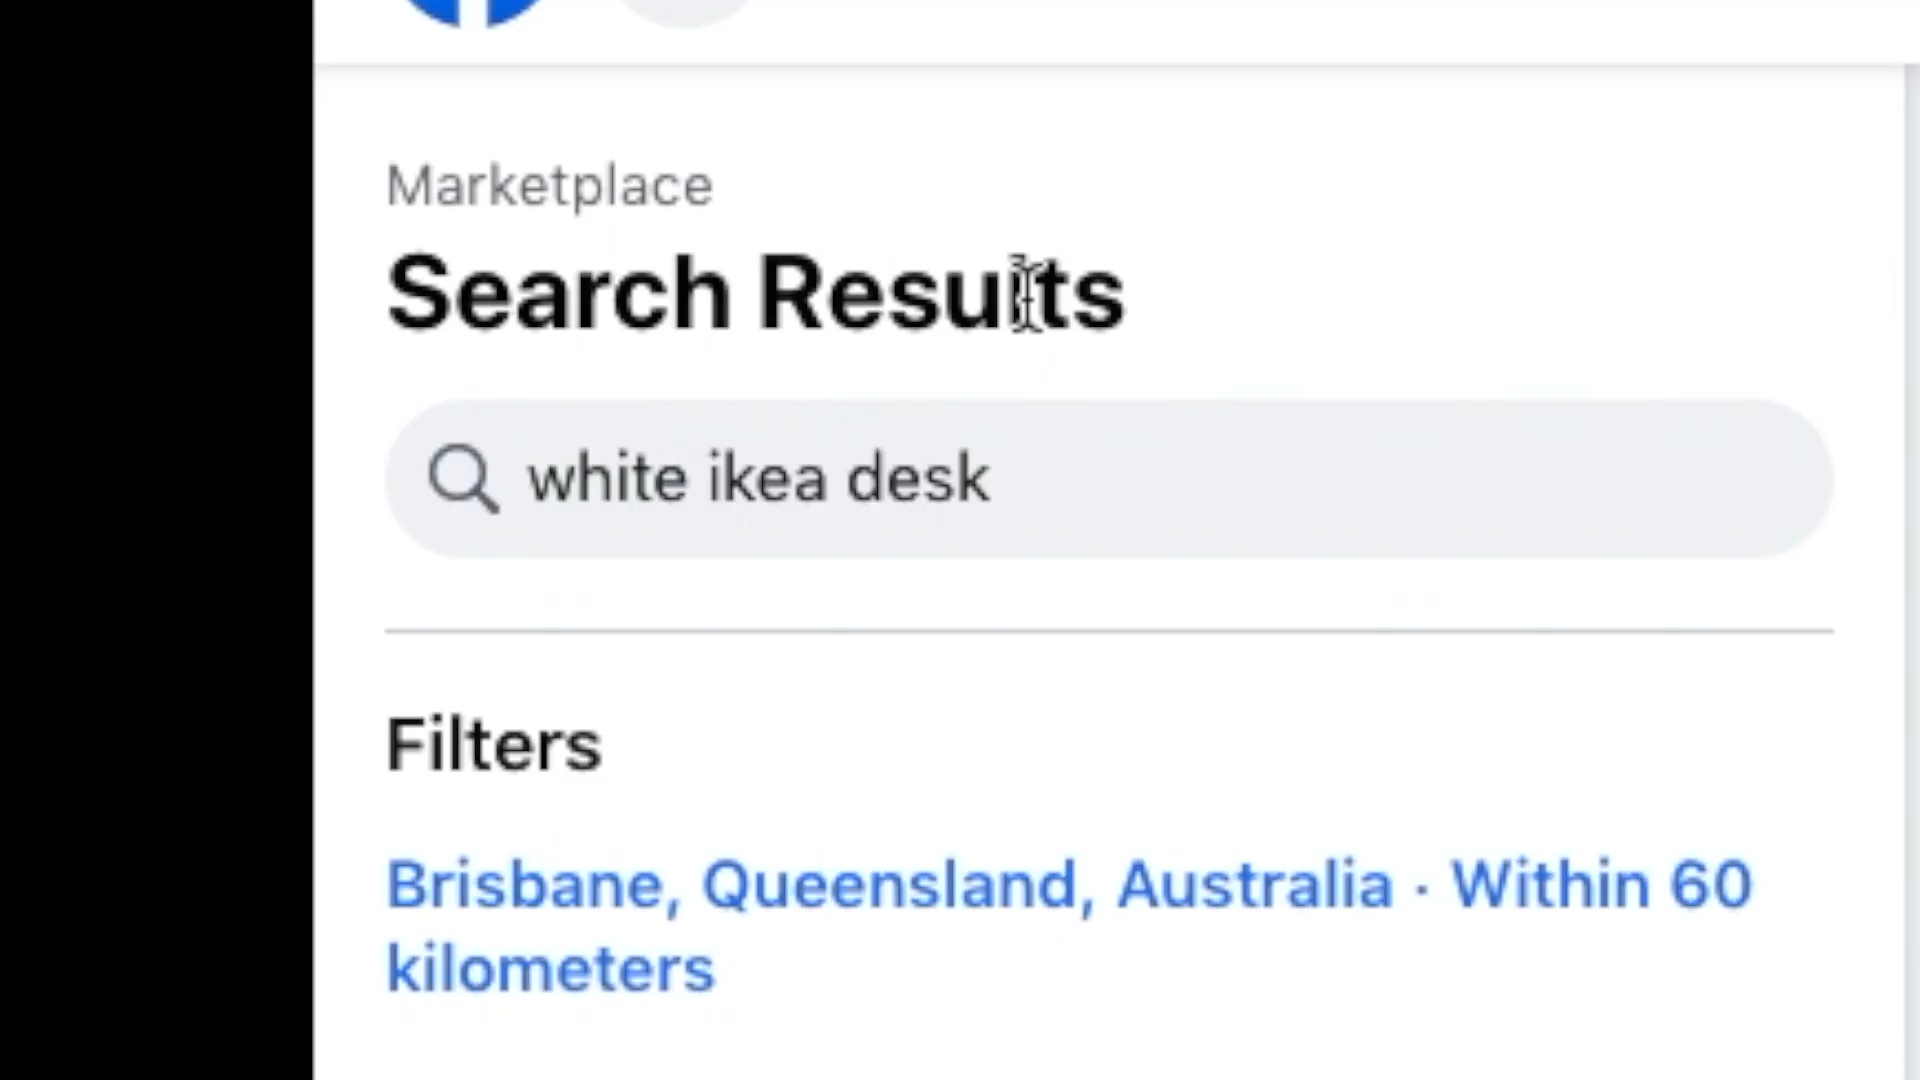 Marketplace
Search Results
white ikea desk
Filters
Brisbane, Queensland, Australia · Within 60
kilometers